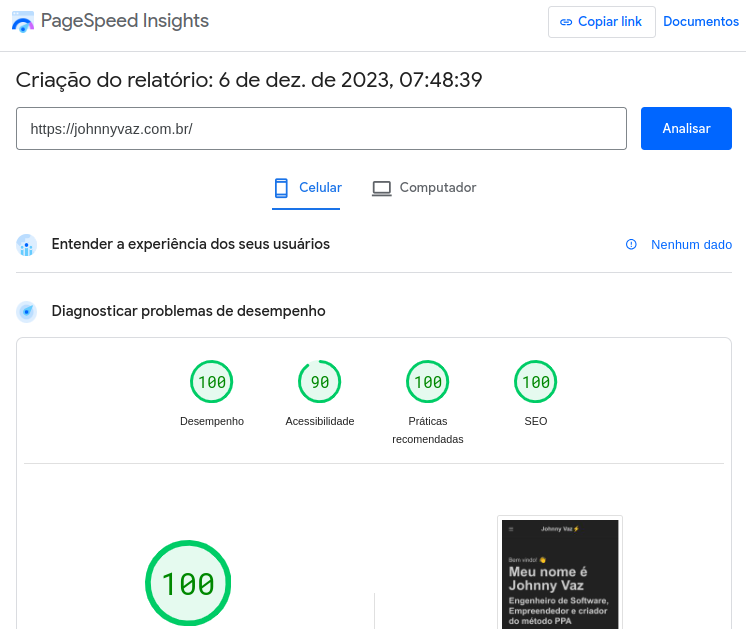 PageSpeed Insights
Copiar link
Documentos
Criação do relatório: 6 de dez. de 2023, 07:48:39
https://johnnyvaz.com.br/
Analisar
Celular
Computador
Entender a experiência dos seus usuários
Nenhum dado
Diagnosticar problemas de desempenho
100
90
100
100
Desempenho
Acessibilidade
Práticas
recomendadas
SEO
100
Johnny Vaz⚡
Bem vindo! 👋
Meu nome é
Johnny Vaz
Engenheiro de Software,
Empreendedor e criador
do método PPA